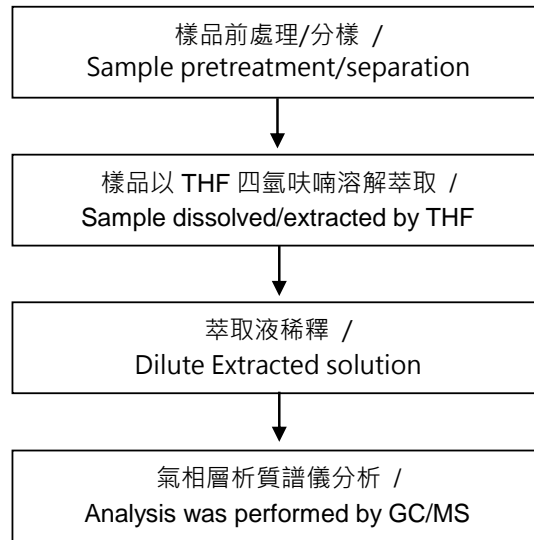 樣品前處理/分樣 /
Sample pretreatment/separation
樣品以 THF 四氫呋喃溶解萃取 /
Sample dissolved/extracted by THF
萃取液稀釋 /
Dilute Extracted solution
氣相層析質譜儀分析 /
Analysis was performed by GC/MS